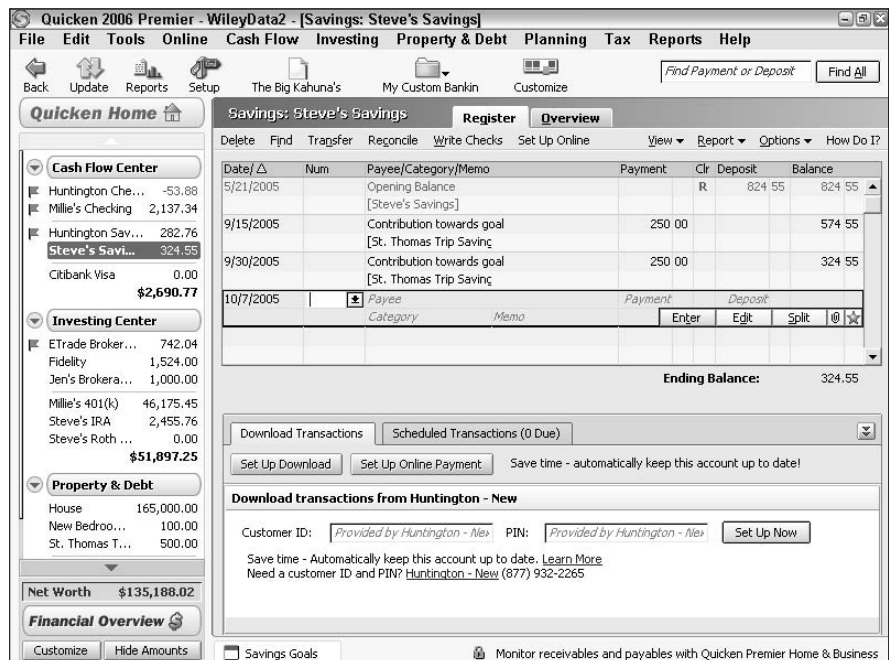 Quicken 2006 Premier - WileyData2 - [Savings: Steve's Savings]
File Edit Tools Online Cash Flow Investing Property & Debt Planning Tax Reports Help
Back Update Reports Setup The Big Kahuna's My Custom Bankin Customize Find Payment or Deposit Find All
Quicken Home
Cash Flow Center
Huntington Che... -53.88
Millie's Checking 2,137.34
Huntington Sav... 282.76
Steve's Savi... 324.55
Citibank Visa 0.00
$2,690.77
Investing Center
ETrade Broker... 742.04
Fidelity 1,524.00
Jen's Brokera... 1,000.00
Millie's 401(k) 46,175.45
Steve's IRA 2,455.76
Steve's Roth ... 0.00
$51,897.25
Property & Debt
House 165,000.00
New Bedroo... 100.00
St. Thomas T... 500.00
Net Worth $135,188.02
Financial Overview
Customize Hide Amounts
Savings: Steve's Savings Register Overview
Delete Find Transfer Reconcile Write Checks Set Up Online View Report Options How Do I?
Date/ Num Payee/Category/Memo Payment Clr Deposit Balance
5/21/2005 Opening Balance R 824 55 824 55
[Steve's Savings]
9/15/2005 Contribution towards goal 250 00 574 55
[St. Thomas Trip Saving
9/30/2005 Contribution towards goal 250 00 324 55
[St. Thomas Trip Saving
10/7/2005 Payee Payment Deposit
Category Memo Enter Edit Split
Ending Balance: 324.55
Download Transactions Scheduled Transactions (0 Due)
Set Up Download Set Up Online Payment Save time - automatically keep this account up to date!
Download transactions from Huntington - New
Customer ID: Provided by Huntington - New PIN: Provided by Huntington - New Set Up Now
Save time - Automatically keep this account up to date. Learn More
Need a customer ID and PIN? Huntington - New (877) 932-2265
Savings Goals Monitor receivables and payables with Quicken Premier Home & Business